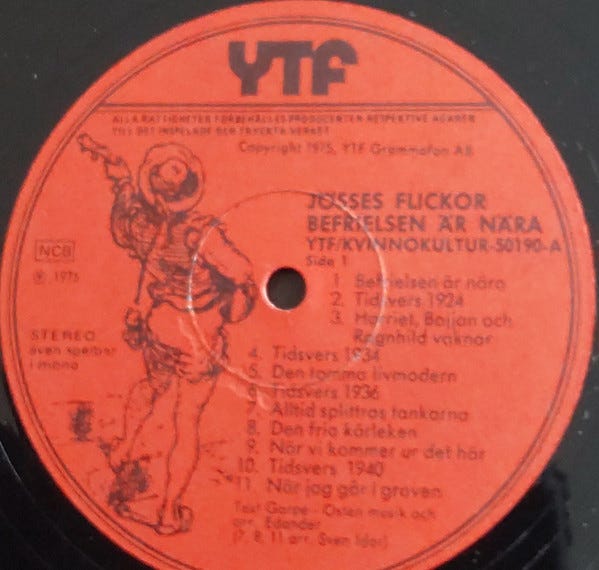 YTF
ALLA RÄTTIGHETER FÖRBEHÅLLES PRODUCENTEN RESPEKTIVE ÄGAREN
TILL DET INSPELADE OCH TRYCKTA VERKET
Copyright 1975, YTF Grammofon AB
JÖSSES FLICKOR
BEFRIELSEN ÄR NÄRA
YTF/KVINNOKULTUR-50190-A
Side 1
1. Befrielsen är nära
2. Tidsvers 1924
3. Harriet, Bojjan och
Ragnhild vaknar
4. Tidsvers 1934
5. Den tomma livmodern
6. Tidsvers 1936
7. Alltid splittras tankarna
8. Den fria kärleken
9. När vi kommer ur det här
10. Tidsvers 1940
11. När jag går i graven
Text Garpe - Osten musik och
arr. Edander
(7, 8, 11 arr. Sven Idar)
NCB
℗ 1975
STEREO
även spelbar
i mono